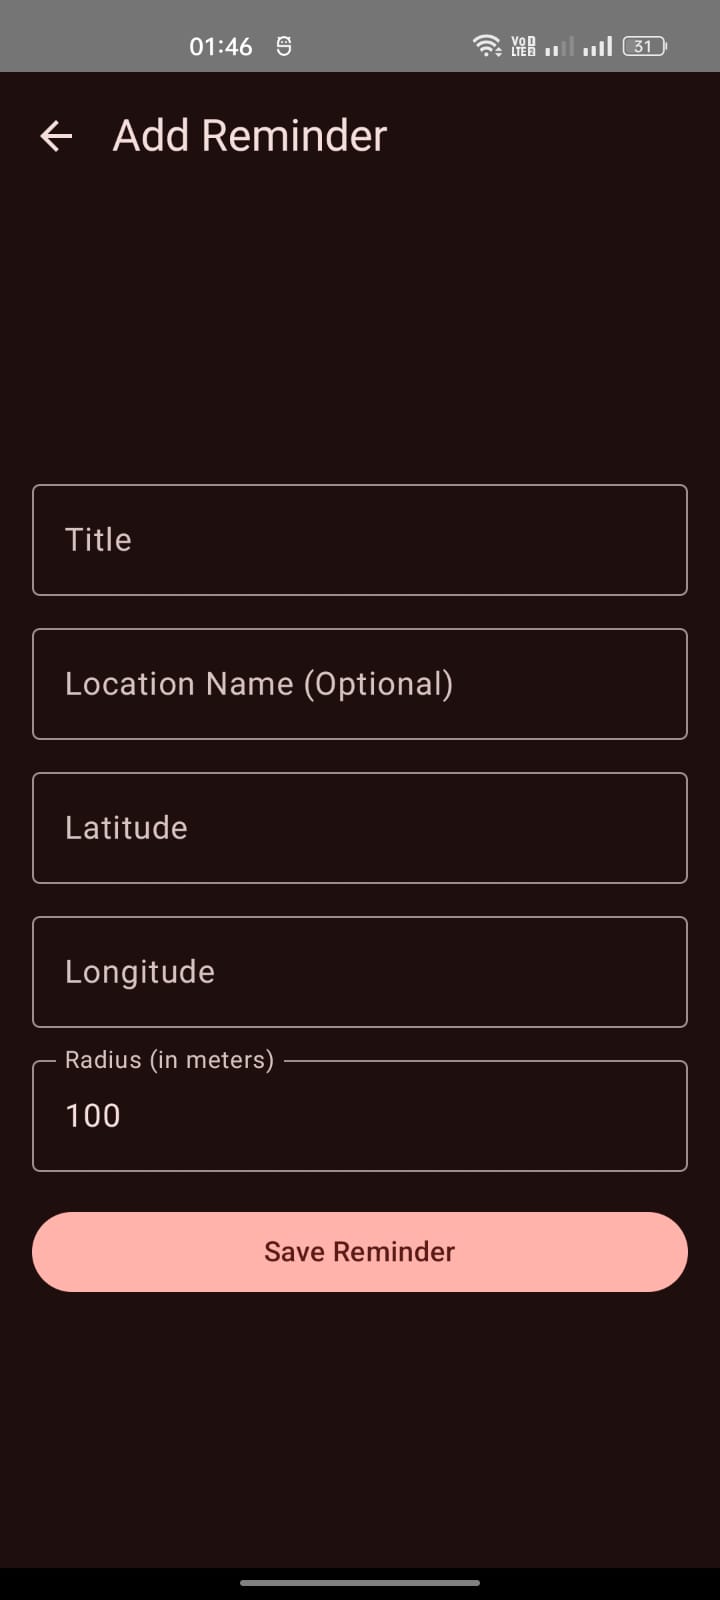 01:46
Vo D
LTE 2
31
Add Reminder
Title
Location Name (Optional)
Latitude
Longitude
Radius (in meters)
100
Save Reminder